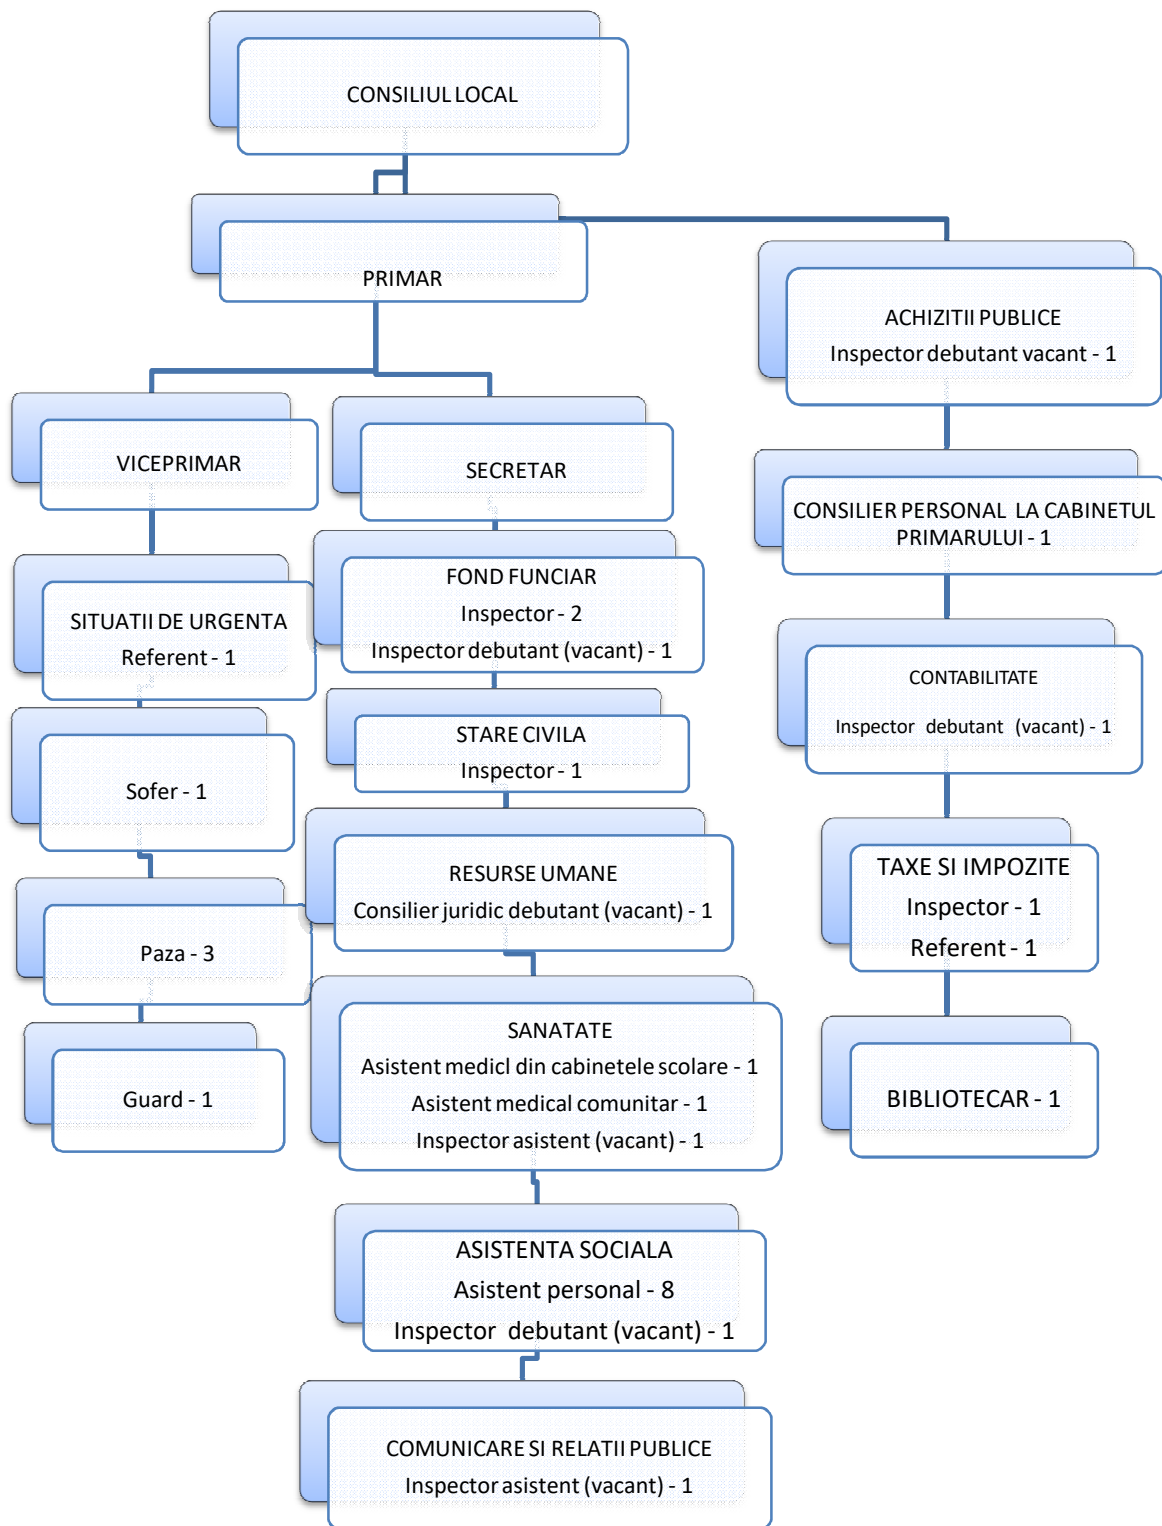 CONSILIUL LOCAL
PRIMAR
ACHIZITII PUBLICE
Inspector debutant vacant - 1
VICEPRIMAR
SECRETAR
CONSILIER PERSONAL LA CABINETUL
PRIMARULUI - 1
SITUATII DE URGENTA
Referent - 1
FOND FUNCIAR
Inspector - 2
Inspector debutant (vacant) - 1
CONTABILITATE
Inspector debutant (vacant) - 1
Sofer - 1
STARE CIVILA
Inspector - 1
RESURSE UMANE
Consilier juridic debutant (vacant) - 1
TAXE SI IMPOZITE
Inspector - 1
Referent - 1
Paza - 3
SANATATE
Asistent medicl din cabinetele scolare - 1
Asistent medical comunitar - 1
Inspector asistent (vacant) - 1
Guard - 1
BIBLIOTECAR - 1
ASISTENTA SOCIALA
Asistent personal - 8
Inspector debutant (vacant) - 1
COMUNICARE SI RELATII PUBLICE
Inspector asistent (vacant) - 1